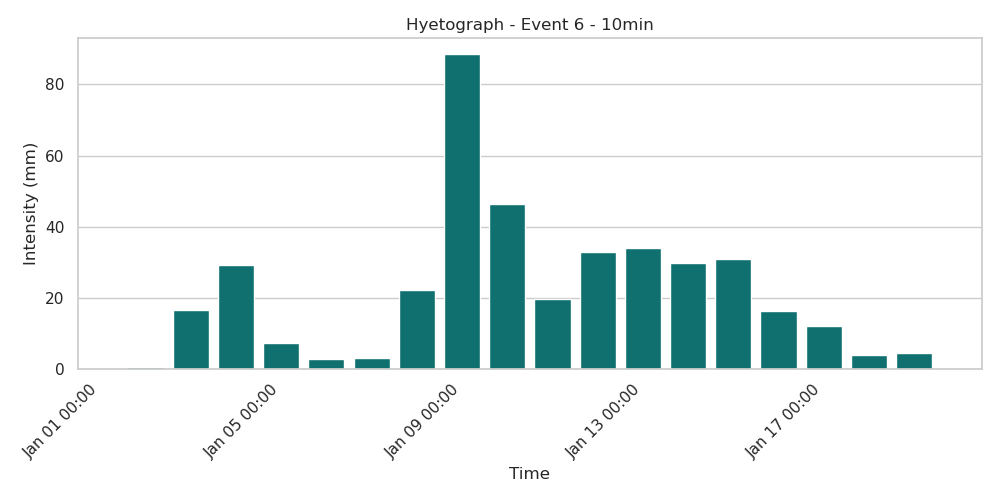 Hyetograph - Event 6 - 10min
Intensity (mm)
80
60
40
20
0
Jan 01 00:00
Jan 05 00:00
Jan 09 00:00
Jan 13 00:00
Jan 17 00:00
Time